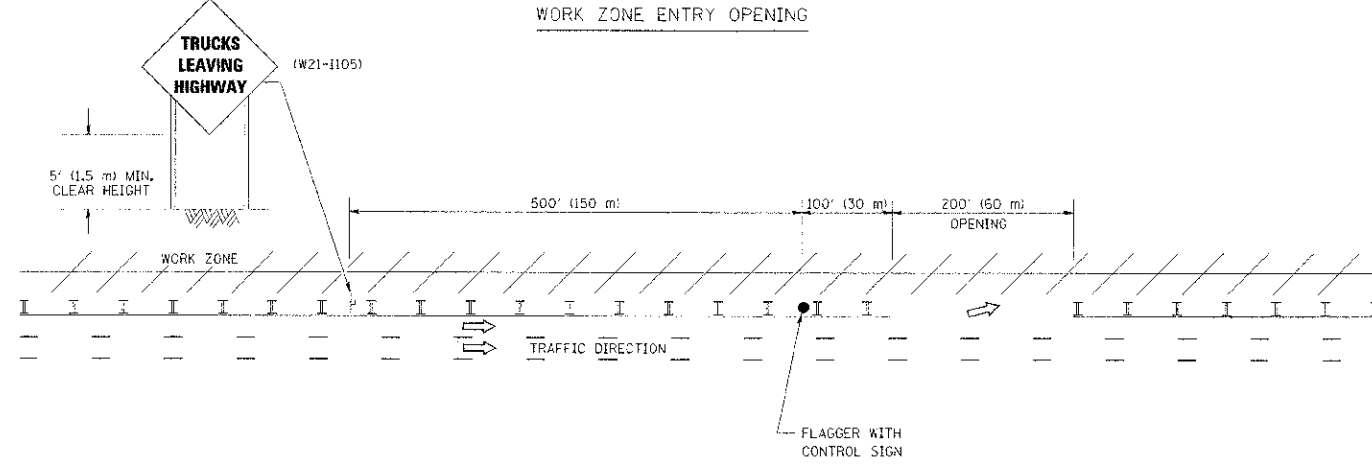 WORK ZONE ENTRY OPENING
TRUCKS
LEAVING
HIGHWAY
(W21-I105)
5' (1.5 m) MIN.
CLEAR HEIGHT
500' (150 m)
100' (30 m)
200' (60 m)
OPENING
WORK ZONE
TRAFFIC DIRECTION
FLAGGER WITH
CONTROL SIGN